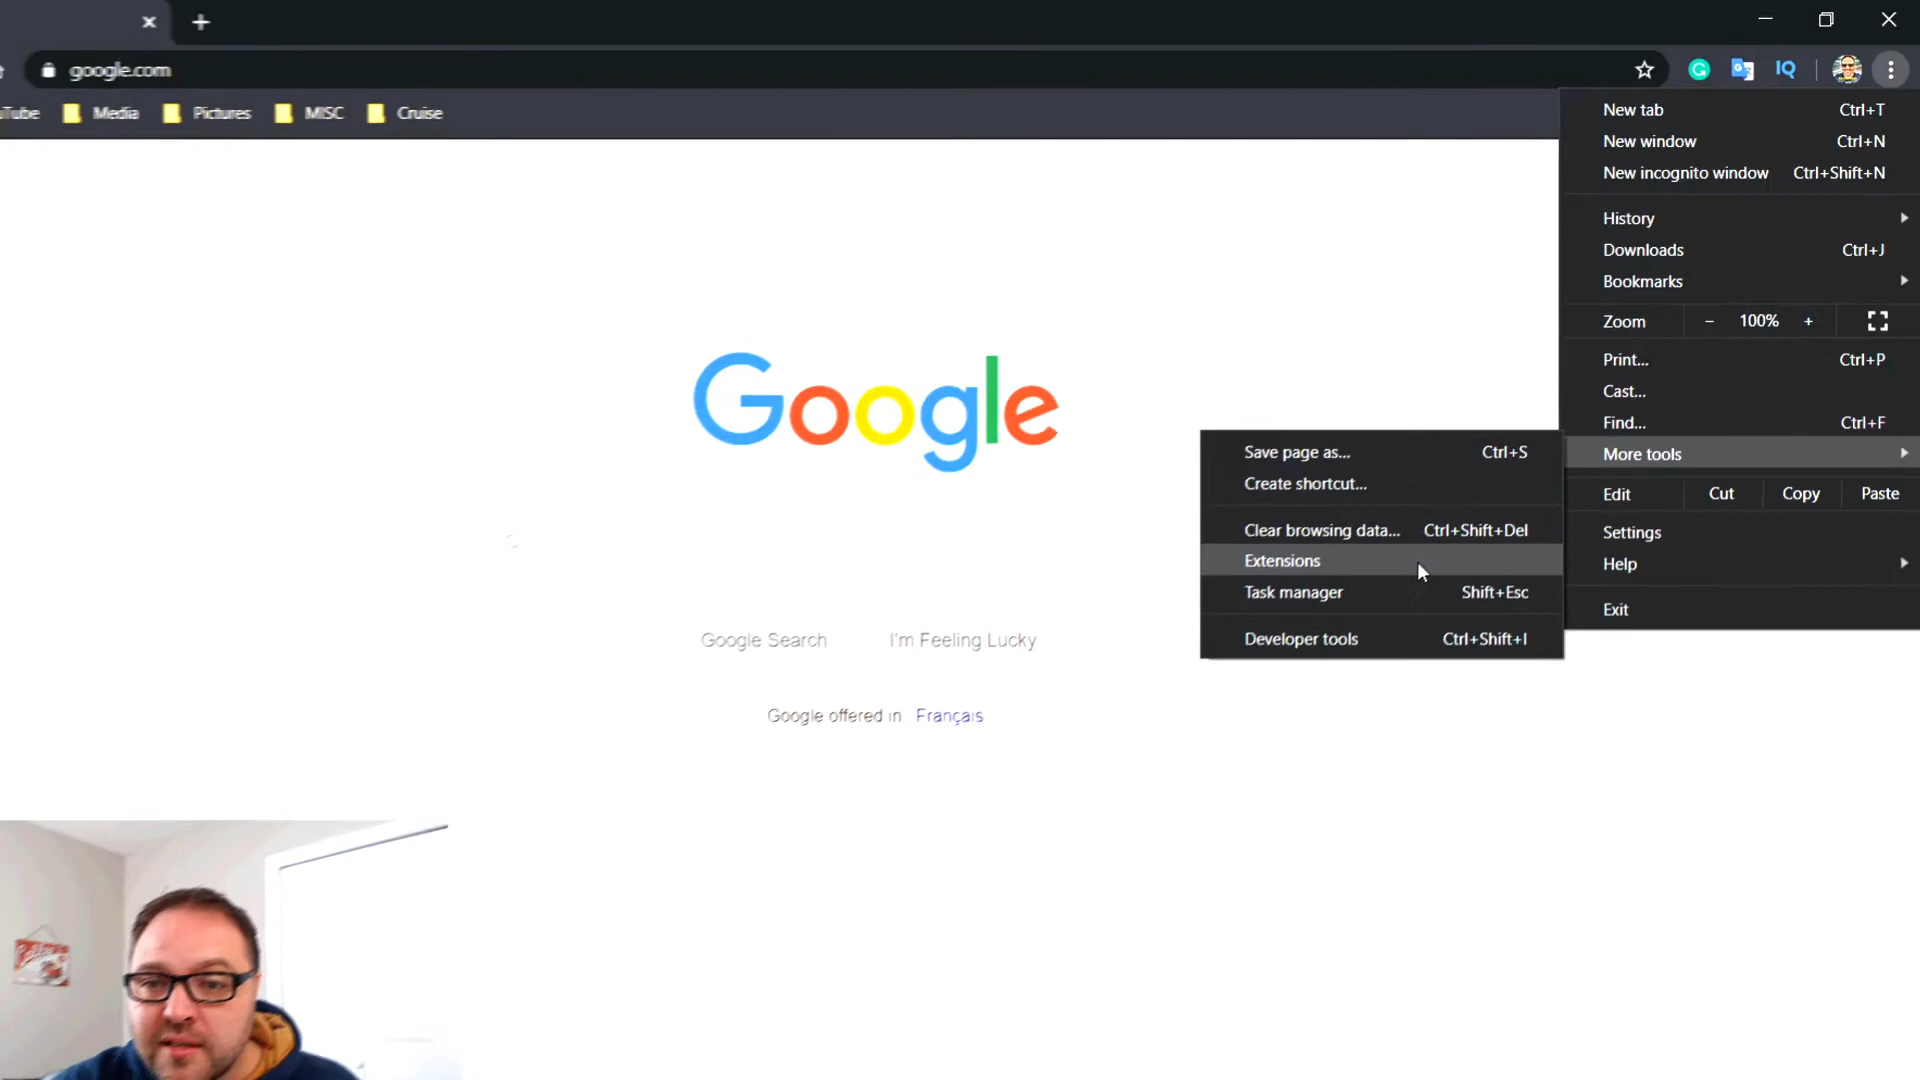 google.com
IQ
uTube Media Pictures MISC Cruise
New tab Ctrl+T
New window Ctrl+N
New incognito window Ctrl+Shift+N
History
Downloads Ctrl+J
Bookmarks
Zoom - 100% +
Print... Ctrl+P
Cast...
Find... Ctrl+F
More tools
Edit Cut Copy Paste
Settings
Help
Exit
Save page as... Ctrl+S
Create shortcut...
Clear browsing data... Ctrl+Shift+Del
Extensions
Task manager Shift+Esc
Developer tools Ctrl+Shift+I
Google
Google Search I'm Feeling Lucky
Google offered in Français